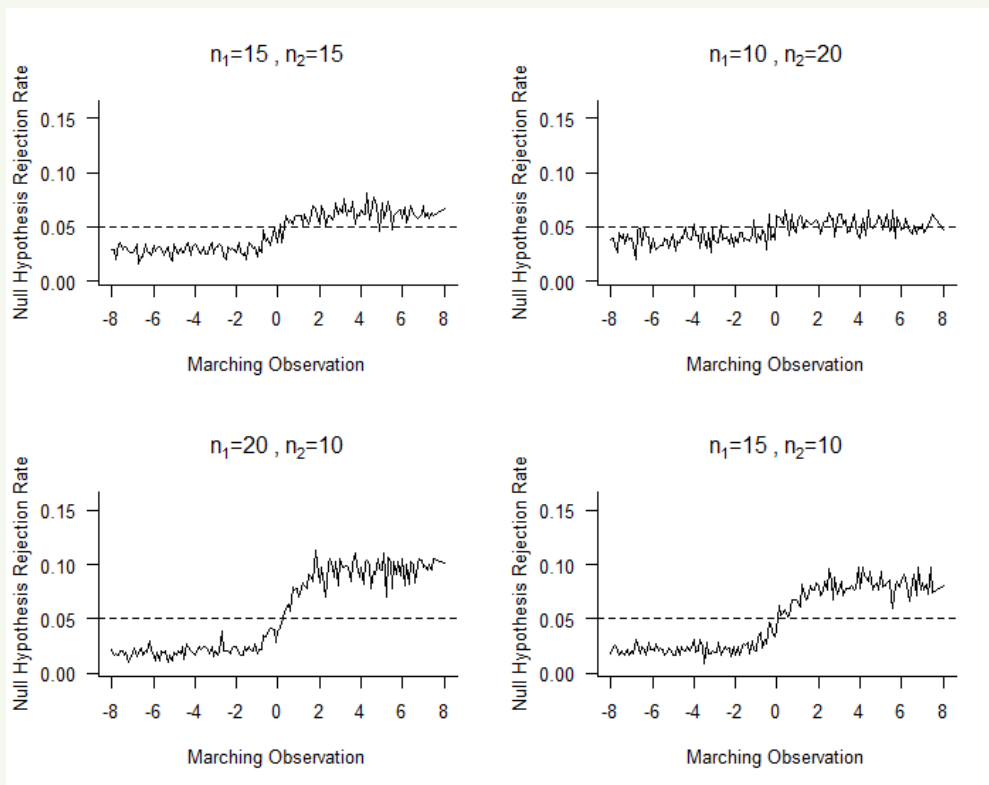 n₁=15 , n₂=15
Null Hypothesis Rejection Rate
0.15
0.10
0.05
0.00
-8 -6 -4 -2 0 2 4 6 8
Marching Observation
n₁=10 , n₂=20
Null Hypothesis Rejection Rate
0.15
0.10
0.05
0.00
-8 -6 -4 -2 0 2 4 6 8
Marching Observation
n₁=20 , n₂=10
Null Hypothesis Rejection Rate
0.15
0.10
0.05
0.00
-8 -6 -4 -2 0 2 4 6 8
Marching Observation
n₁=15 , n₂=10
Null Hypothesis Rejection Rate
0.15
0.10
0.05
0.00
-8 -6 -4 -2 0 2 4 6 8
Marching Observation